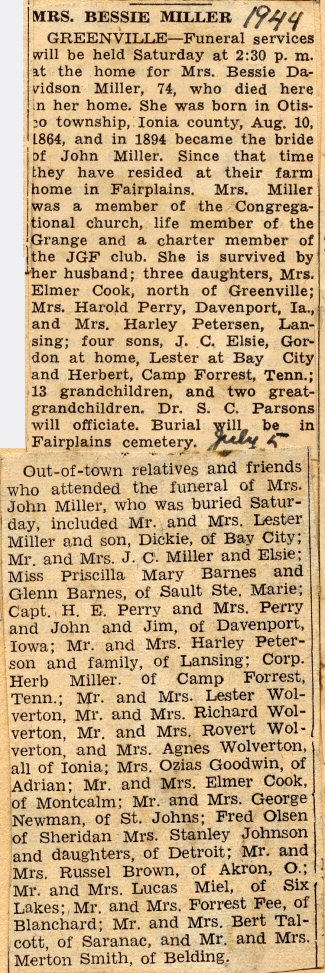 MRS. BESSIE MILLER 1944
GREENVILLE—Funeral services
will be held Saturday at 2:30 p. m.
at the home for Mrs. Bessie Da-
vidson Miller, 74, who died here
in her home. She was born in Otis-
co township, Ionia county, Aug. 10,
1864, and in 1894 became the bride
of John Miller. Since that time
they have resided at their farm
home in Fairplains. Mrs. Miller
was a member of the Congrega-
tional church, life member of the
Grange and a charter member of
the JGF club. She is survived by
her husband; three daughters, Mrs.
Elmer Cook, north of Greenville;
Mrs. Harold Perry, Davenport, Ia.,
and Mrs. Harley Petersen, Lan-
sing; four sons, J. C. Elsie, Gor-
don at home, Lester at Bay City
and Herbert, Camp Forrest, Tenn.;
13 grandchildren, and two great-
grandchildren. Dr. S. C. Parsons
will officiate. Burial will be in
Fairplains cemetery. July 5
Out-of-town relatives and friends
who attended the funeral of Mrs.
John Miller, who was buried Satur-
day, included Mr. and Mrs. Lester
Miller and son, Dickie, of Bay City;
Mr. and Mrs. J. C. Miller and Elsie;
Miss Priscilla Mary Barnes and
Glenn Barnes, of Sault Ste. Marie;
Capt. H. E. Perry and Mrs. Perry
and John and Jim, of Davenport,
Iowa; Mr. and Mrs. Harley Peter-
son and family, of Lansing; Corp.
Herb Miller. of Camp Forrest,
Tenn.; Mr. and Mrs. Lester Wol-
verton, Mr. and Mrs. Richard Wol-
verton, Mr. and Mrs. Rovert Wol-
verton, and Mrs. Agnes Wolverton,
all of Ionia; Mrs. Ozias Goodwin, of
Adrian; Mr. and Mrs. Elmer Cook,
of Montcalm; Mr. and Mrs. George
Newman, of St. Johns; Fred Olsen
of Sheridan Mrs. Stanley Johnson
and daughters, of Detroit; Mr. and
Mrs. Russel Brown, of Akron, O.;
Mr. and Mrs. Lucas Miel, of Six
Lakes; Mr. and Mrs. Forrest Fee, of
Blanchard; Mr. and Mrs. Bert Tal-
cott, of Saranac, and Mr. and Mrs.
Merton Smith, of Belding.